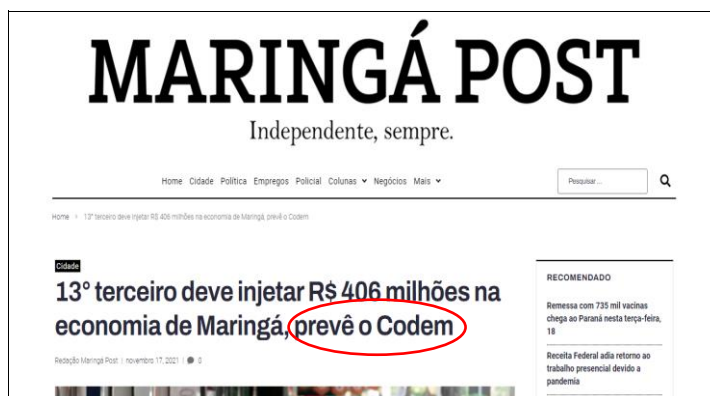 MARINGÁ POST
Independente, sempre.
Home Cidade Política Empregos Policial Colunas Negócios Mais
Pesquisar ...
Home 13° terceiro deve injetar R$ 406 milhões na economia de Maringá, prevê o Codem
Cidade
13° terceiro deve injetar R$ 406 milhões na
economia de Maringá, prevê o Codem
Redação Maringá Post | novembro 17, 2021 | 0
RECOMENDADO
Remessa com 735 mil vacinas
chega ao Paraná nesta terça-feira,
18
Receita Federal adia retorno ao
trabalho presencial devido a
pandemia